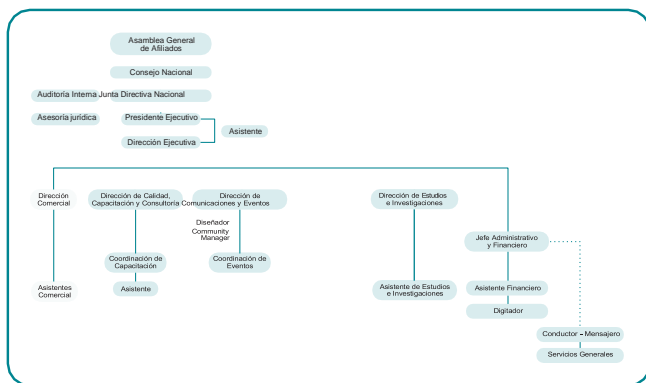 Asamblea General
de Afiliados
Consejo Nacional
Auditoría Interna Junta Directiva Nacional
Asesoría jurídica
Presidente Ejecutivo
Asistente
Dirección Ejecutiva
Dirección
Comercial
Dirección de Calidad,
Capacitación y Consultoría
Dirección de
Comunicaciones y Eventos
Dirección de Estudios
e Investigaciones
Diseñador
Community
Manager
Jefe Administrativo
y Financiero
Coordinación de
Capacitación
Coordinación de
Eventos
Asistentes
Comercial
Asistente
Asistente de Estudios
e Investigaciones
Asistente Financiero
Digitador
Conductor – Mensajero
Servicios Generales